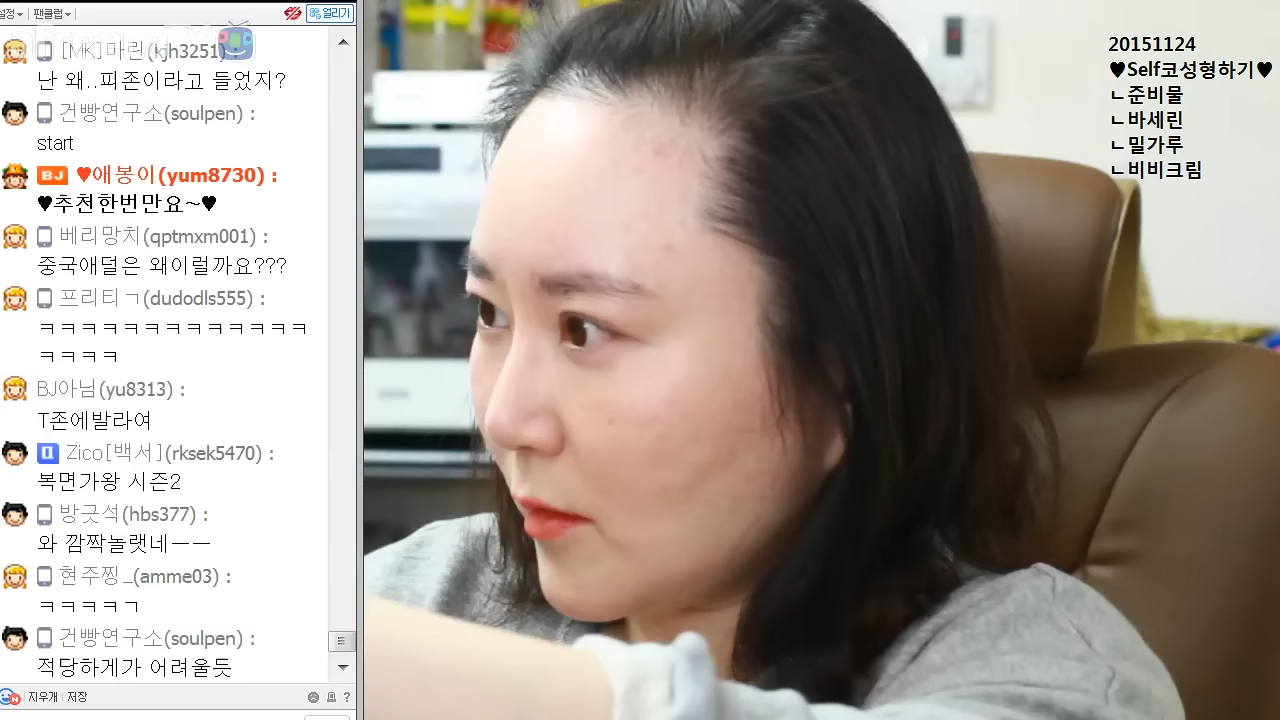 설정 팬클럽
열리기
[MK]마린(kjh3251) :
난 왜..피존이라고 들었지?
건빵연구소(soulpen) :
start
BJ ♥애봉이(yum8730) :
♥추천한번만요~♥
베리망치(qptmxm001) :
중국애덜은 왜이럴까요???
프리티ㄱ(dudodls555) :
ㅋㅋㅋㅋㅋㅋㅋㅋㅋㅋㅋㅋㅋ
ㅋㅋㅋㅋ
BJ아님(yu8313) :
T존에발라여
Zico[백서](rksek5470) :
복면가왕 시즌2
방긋석(hbs377) :
와 깜짝놀랫네ㅡㅡ
현주찡_(amme03) :
ㅋㅋㅋㅋㄱ
건빵연구소(soulpen) :
적당하게가 어려울듯
지우개 | 저장
20151124
♥Self코성형하기♥
ㄴ준비물
ㄴ바세린
ㄴ밀가루
ㄴ비비크림